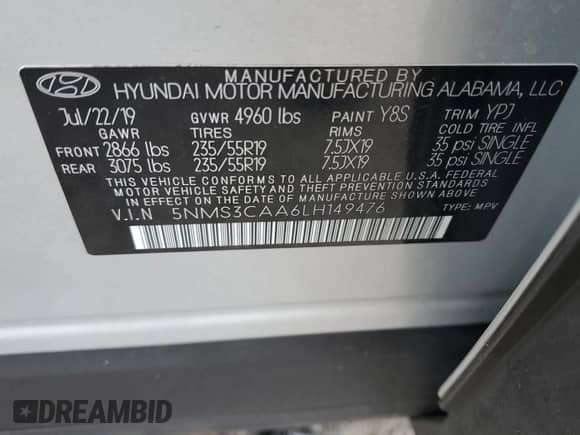 MANUFACTURED BY
HYUNDAI MOTOR MANUFACTURING ALABAMA, LLC
Jul/22/19 GVWR 4960 lbs PAINT Y8S TRIM YPJ
GAWR TIRES RIMS COLD TIRE INFL
FRONT 2866 lbs 235/55R19 7.5JX19 35 psi SINGLE
REAR 3075 lbs 235/55R19 7.5JX19 35 psi SINGLE
THIS VEHICLE CONFORMS TO ALL APPLICABLE U.S.A. FEDERAL
MOTOR VEHICLE SAFETY AND THEFT PREVENTION STANDARDS
IN EFFECT ON THE DATE OF MANUFACTURE SHOWN ABOVE.
V.I.N 5NMS3CAA6LH149476 TYPE: MPV
DREAMBID